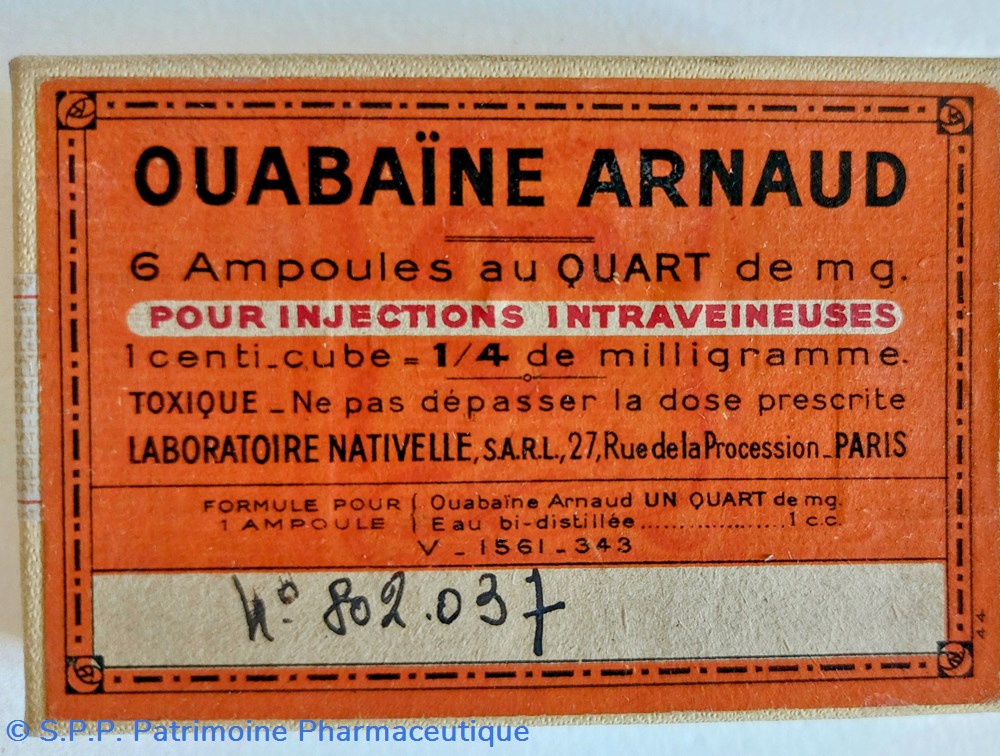 OUABAÏNE ARNAUD
6 Ampoules au QUART de mg.
POUR INJECTIONS INTRAVEINEUSES
1 centi-cube = 1/4 de milligramme.
TOXIQUE - Ne pas dépasser la dose prescrite
LABORATOIRE NATIVELLE, S.A.R.L., 27, Rue de la Procession - PARIS
FORMULE POUR { Ouabaïne Arnaud UN QUART de mg.
1 AMPOULE { Eau bi-distillée..................1 c.c.
V - 1561 - 343
N° 802.037
44
© S.P.P. Patrimoine Pharmaceutique